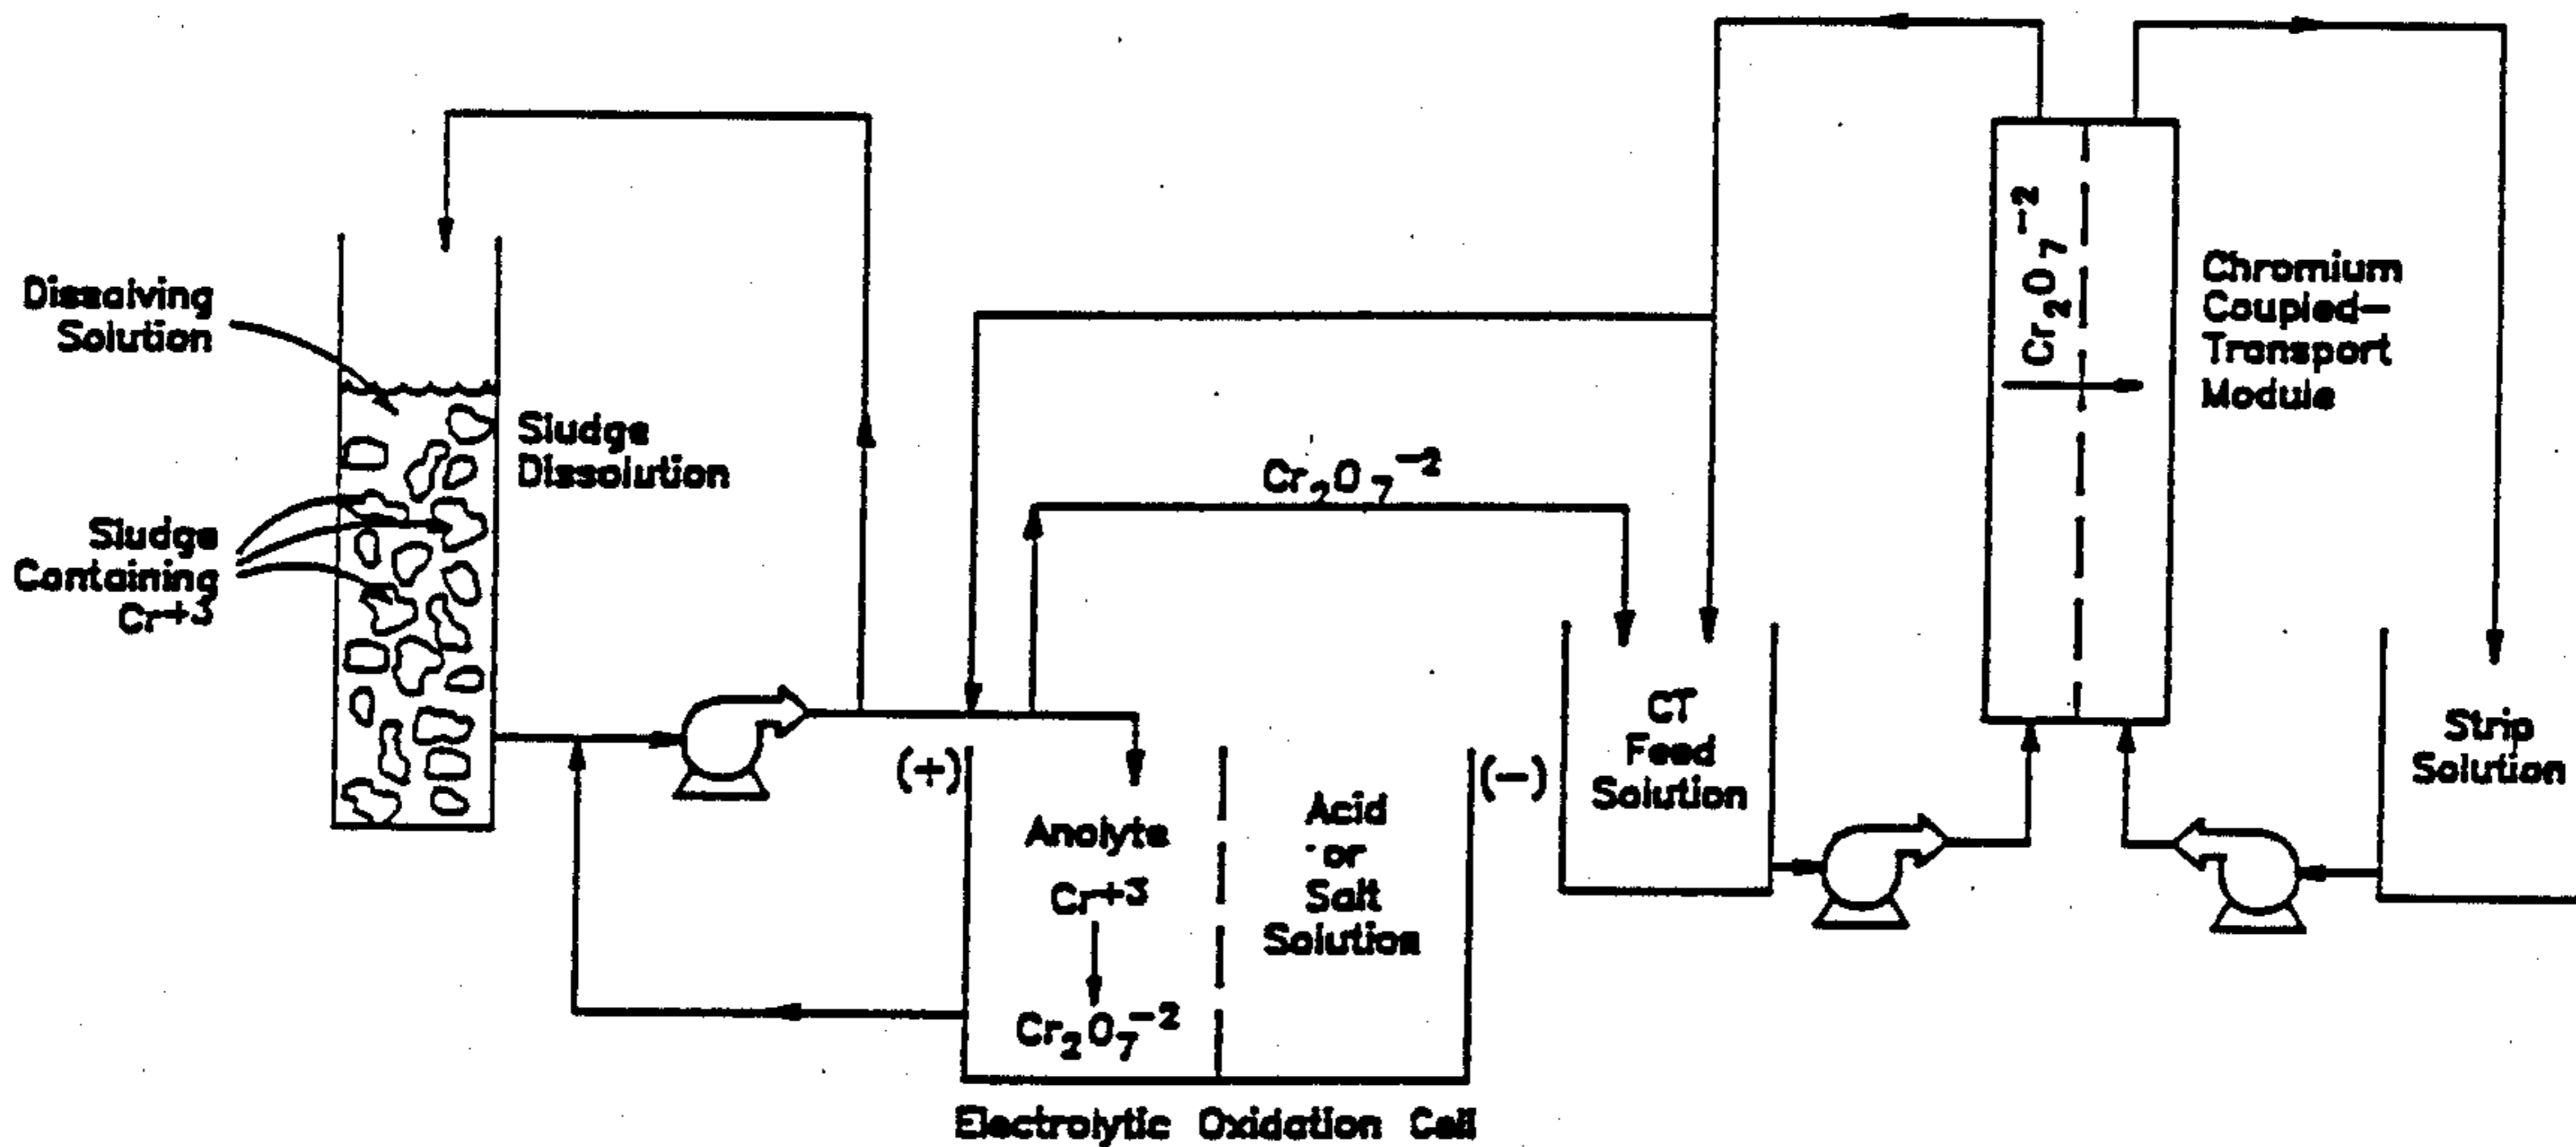 Dissolving
Solution
Sludge
Dissolution
Sludge
Containing
Cr+3
Cr2O7-2
(+)
Anolyte
Cr+3
Cr2O7-2
Acid
or
Salt
Solution
(-)
Electrolytic Oxidation Cell
CT
Feed
Solution
Cr2O7-2
Chromium
Coupled-
Transport
Module
Strip
Solution